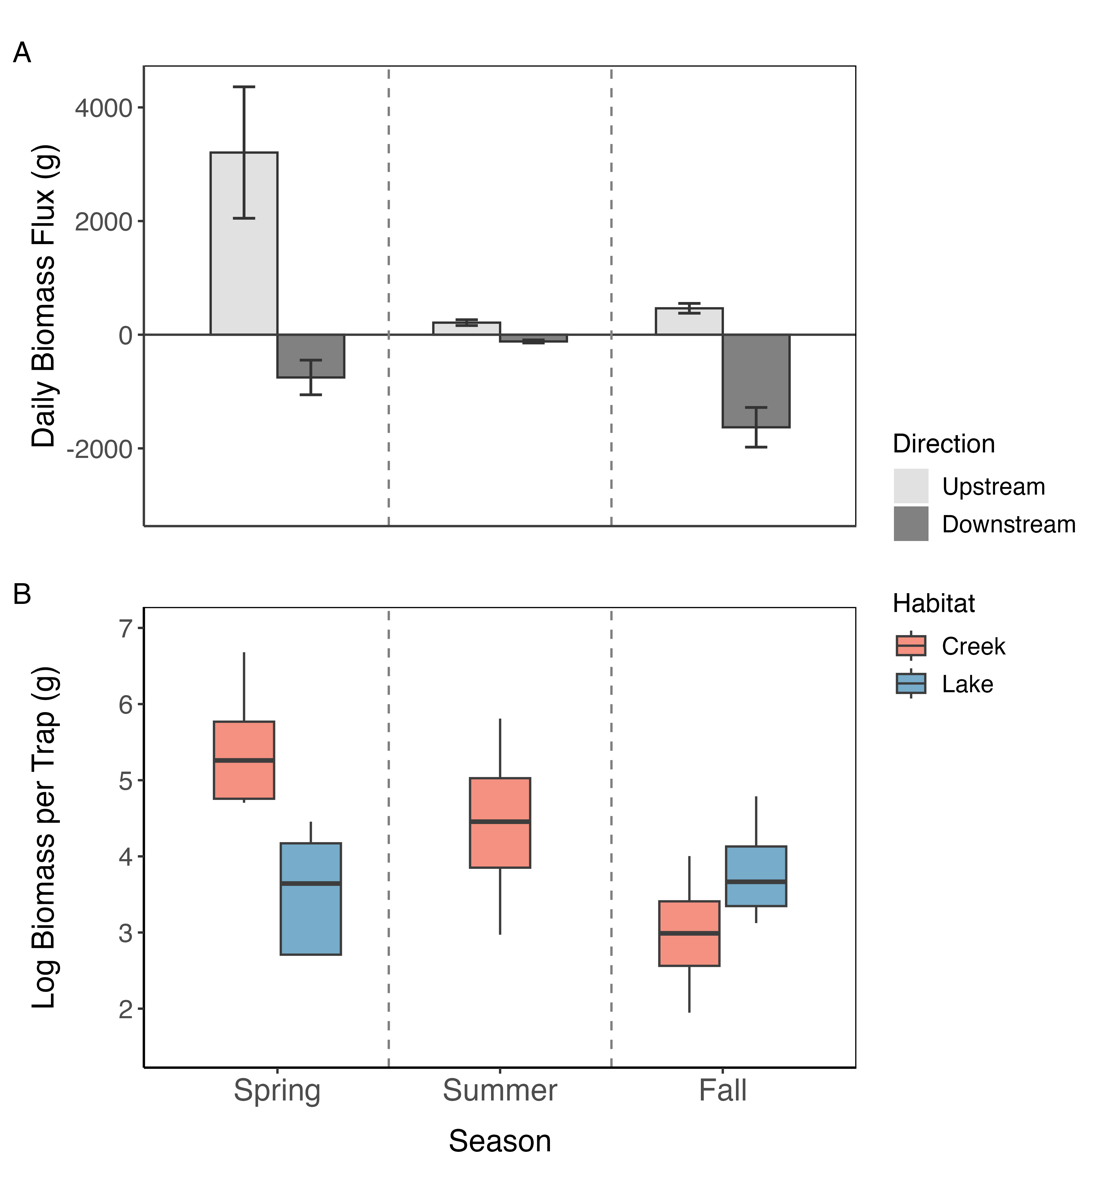 A
Daily Biomass Flux (g)
4000
2000
0
-2000
Direction
Upstream
Downstream
B
Log Biomass per Trap (g)
7
6
5
4
3
2
Habitat
Creek
Lake
Spring Summer Fall
Season